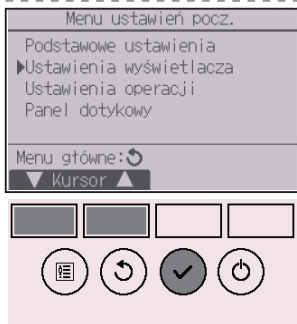 Menu ustawień pocz.
Podstawowe ustawienia
▶Ustawienia wyświetlacza
Ustawienia operacji
Panel dotykowy
Menu główne:↺
▼ Kursor ▲